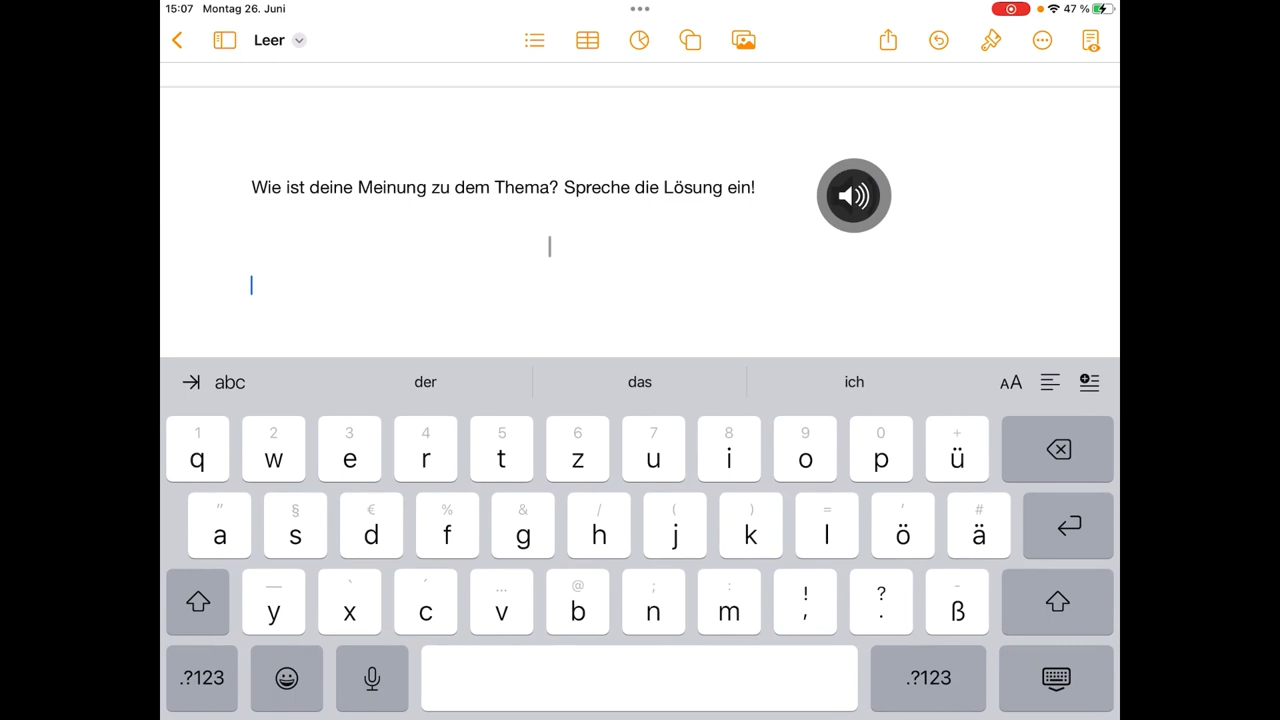 15:07 Montag 26. Juni 47 %
Leer
Wie ist deine Meinung zu dem Thema? Spreche die Lösung ein!
abc der das ich AA
1 2 3 4 5 6 7 8 9 0 +
q w e r t z u i o p ü
" § € % & / ( ) = ' #
a s d f g h j k l ö ä
— ` ´ ... @ ; : ! ? -
y x c v b n m , . ß
.?123 .?123